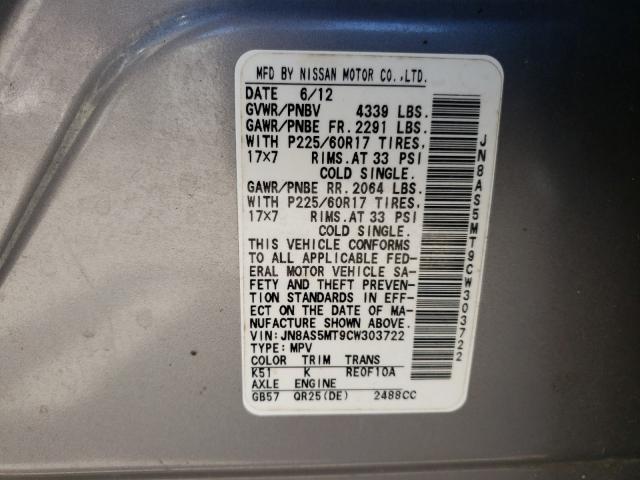 MFD BY NISSAN MOTOR CO.,LTD.
DATE 6/12
GVWR/PNBV 4339 LBS.
GAWR/PNBE FR. 2291 LBS.
WITH P225/60R17 TIRES,
17x7 RIMS.AT 33 PSI
COLD SINGLE.
GAWR/PNBE RR. 2064 LBS.
WITH P225/60R17 TIRES,
17x7 RIMS.AT 33 PSI
COLD SINGLE.
THIS VEHICLE CONFORMS
TO ALL APPLICABLE FED-
ERAL MOTOR VEHICLE SA-
FETY AND THEFT PREVEN-
TION STANDARDS IN EFF-
ECT ON THE DATE OF MA-
NUFACTURE SHOWN ABOVE.
VIN:JN8AS5MT9CW303722
TYPE:MPV
COLOR TRIM TRANS
K51 K RE0F10A
AXLE ENGINE
GB57 QR25(DE) 2488CC
JN8AS5MT9CW303722